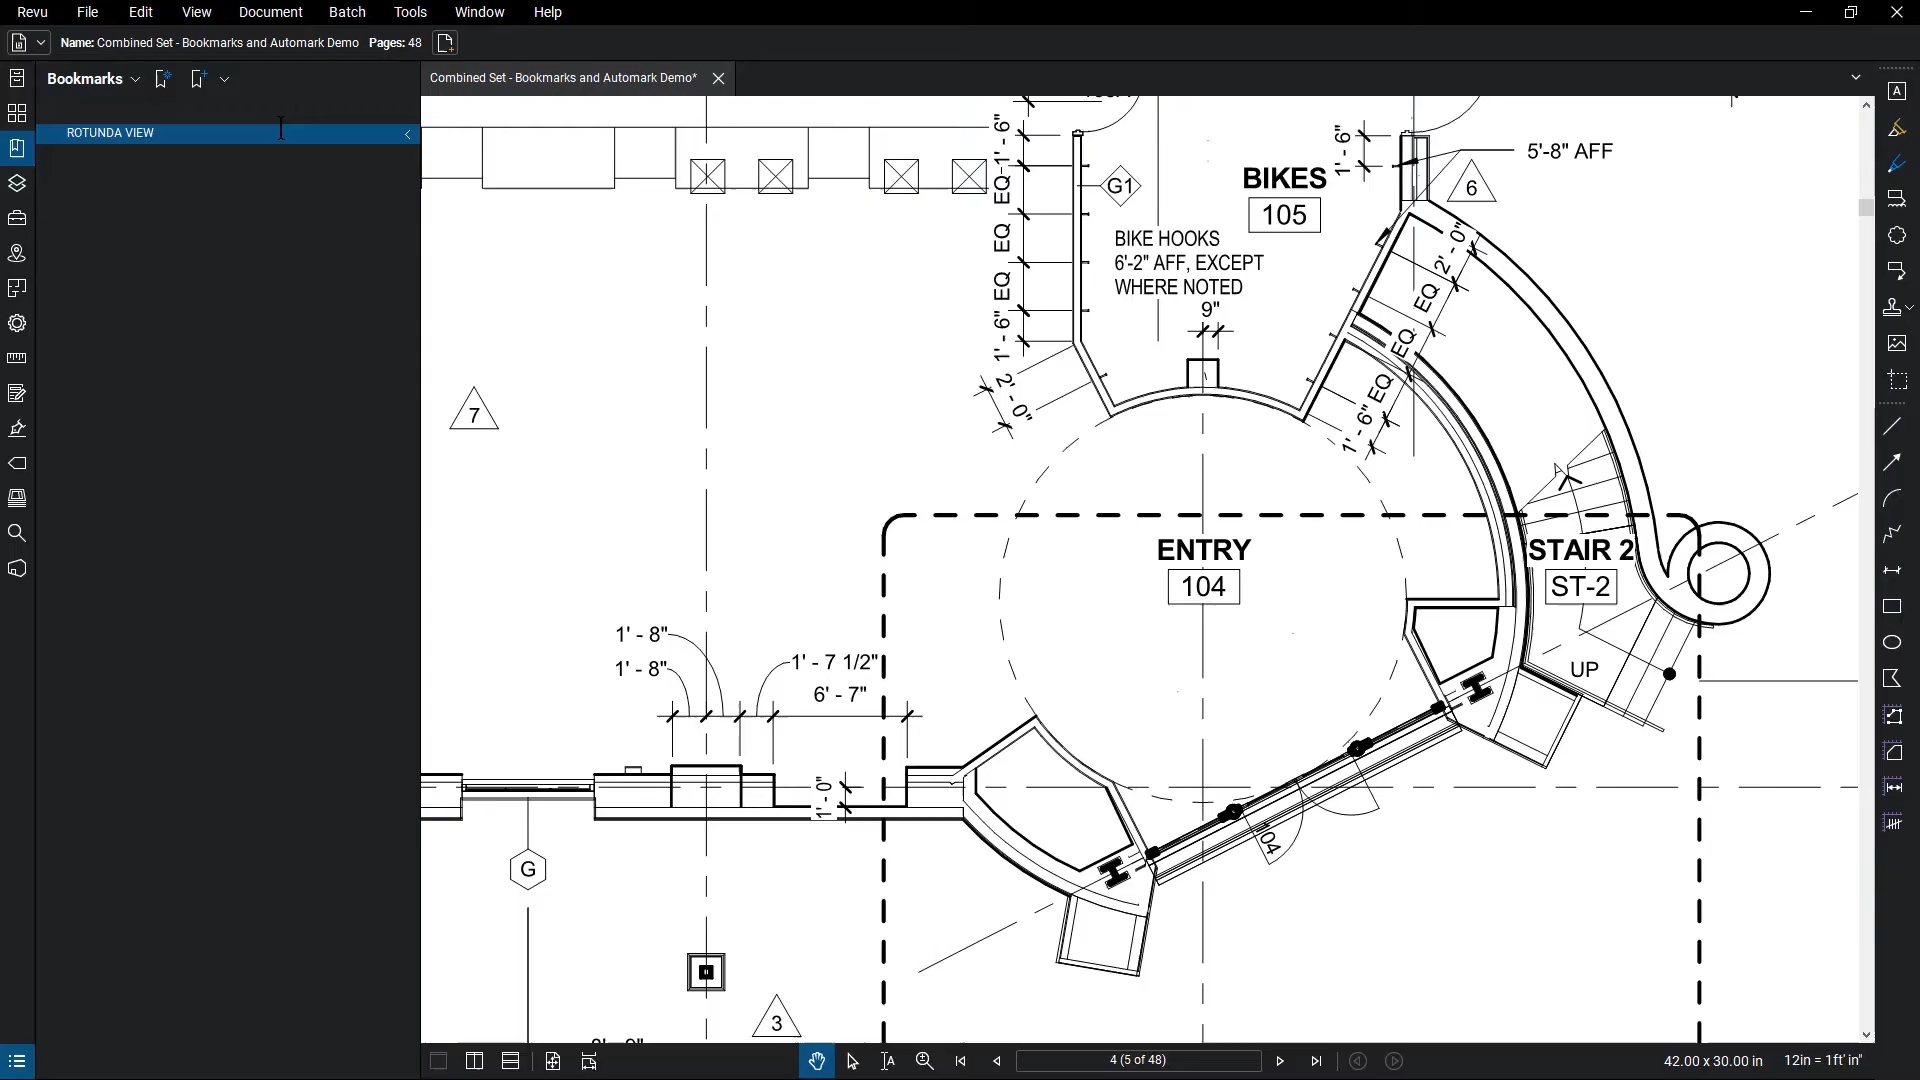 Revu File Edit View Document Batch Tools Window Help
Name: Combined Set - Bookmarks and Automark Demo Pages: 48
Bookmarks
Combined Set - Bookmarks and Automark Demo*
ROTUNDA VIEW
1' - 6"
EQ
EQ
EQ
1' - 6"
2' - 0"
G1
BIKES
105
BIKE HOOKS
6'-2" AFF, EXCEPT
WHERE NOTED
9"
1' - 6"
5'-8" AFF
6
2' - 0"
EQ
EQ
EQ
1' - 6"
7
ENTRY
104
STAIR 2
ST-2
UP
1' - 8"
1' - 8"
1' - 7 1/2"
6' - 7"
1' - 0"
104
G
3
4 (5 of 48)
42.00 x 30.00 in
12in = 1ft' in"